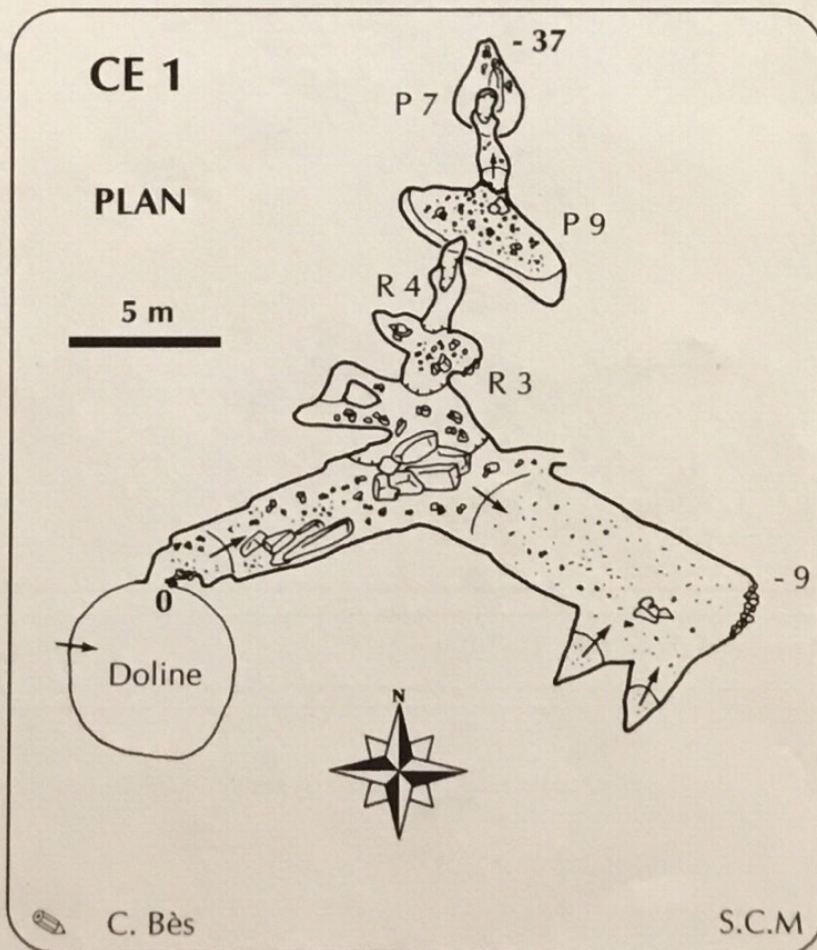 CE 1
PLAN
5 m
- 37
P 7
P 9
R 4
R 3
- 9
0
Doline
N
C. Bès
S.C.M